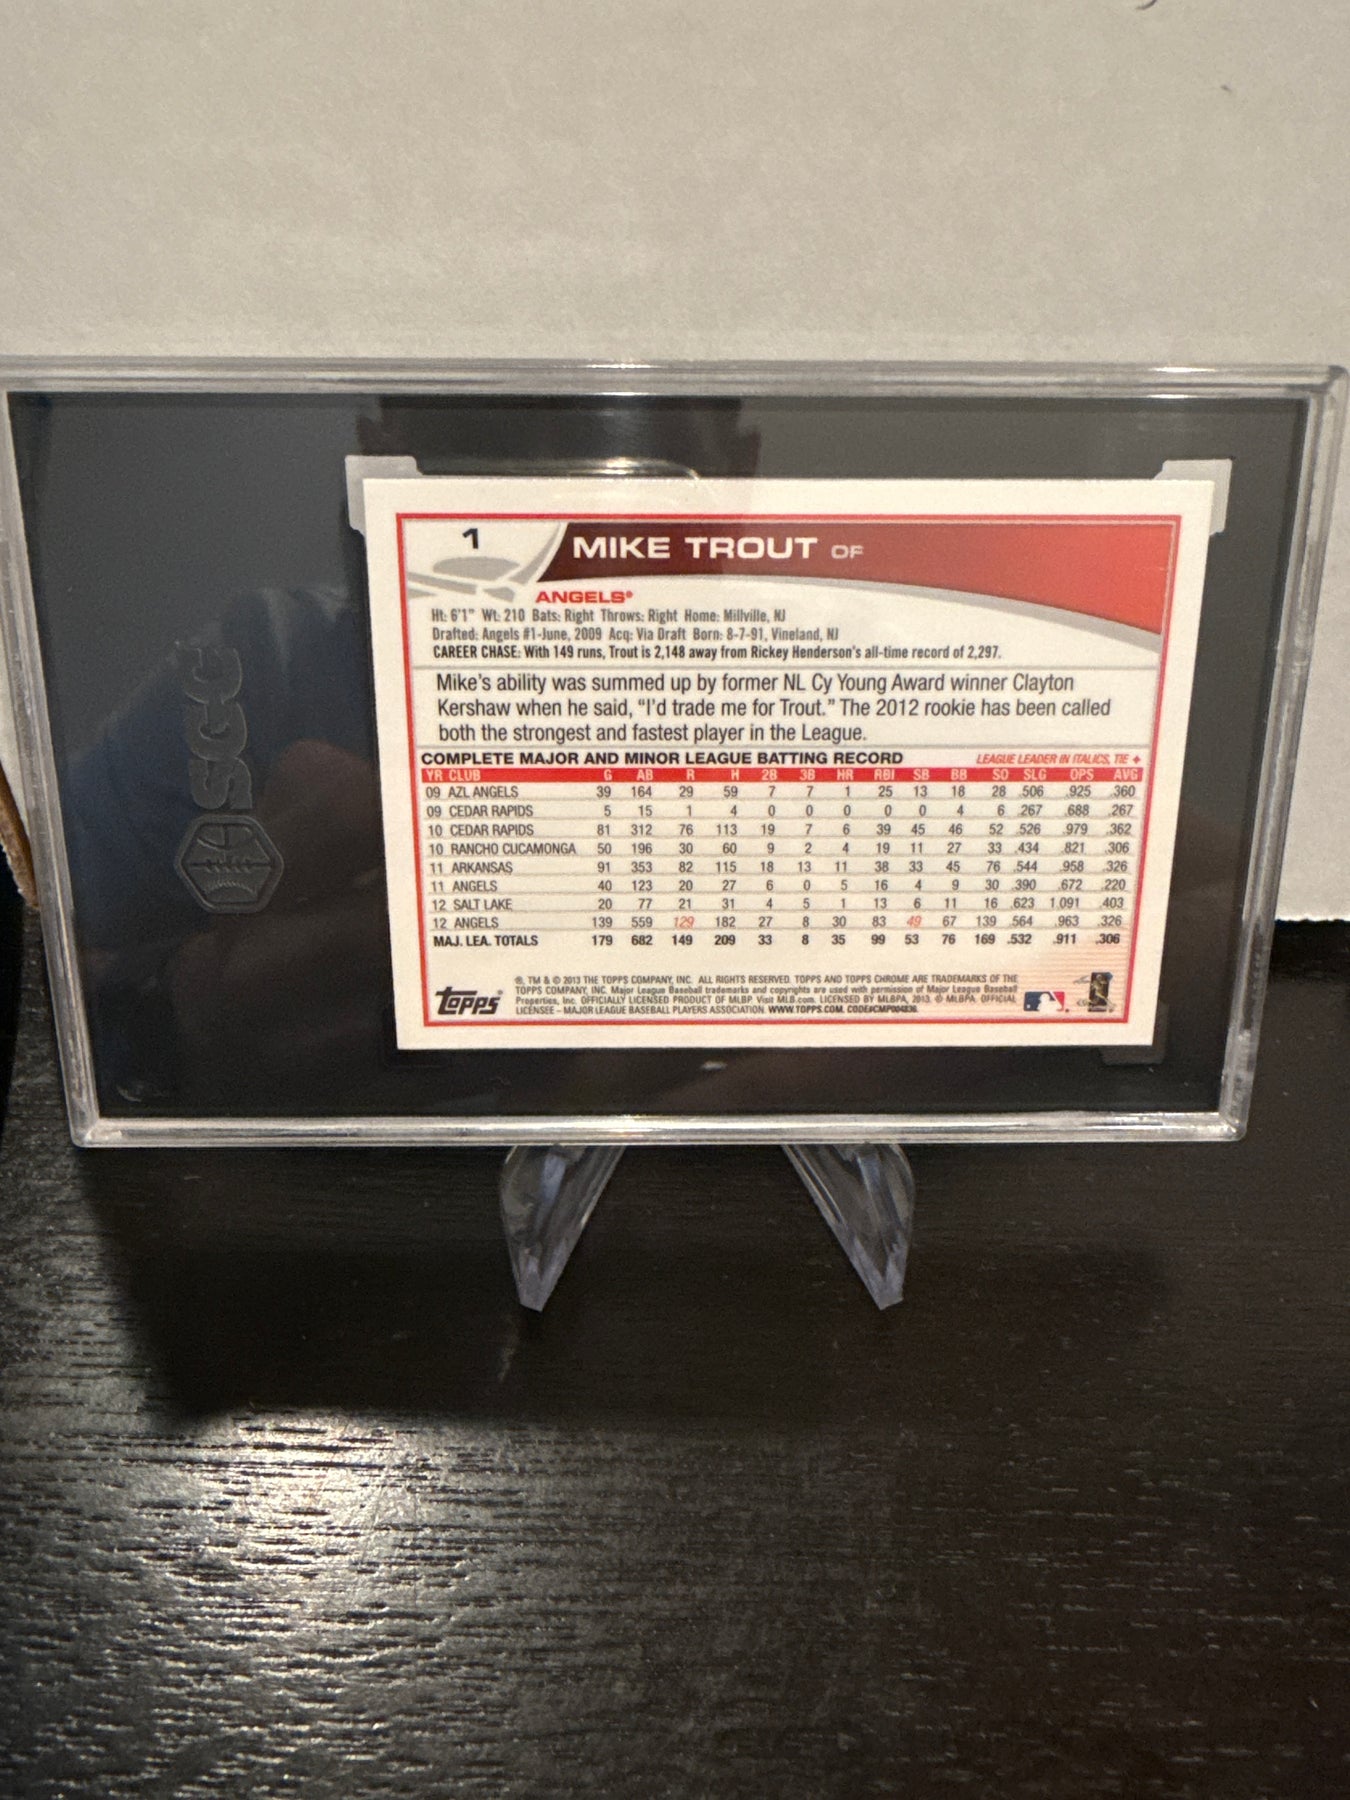 SGC
1
MIKE TROUT OF
ANGELS®
Ht: 6'1" Wt: 210 Bats: Right Throws: Right Home: Millville, NJ
Drafted: Angels #1-June, 2009 Acq: Via Draft Born: 8-7-91, Vineland, NJ
CAREER CHASE: With 149 runs, Trout is 2,148 away from Rickey Henderson's all-time record of 2,297.
Mike's ability was summed up by former NL Cy Young Award winner Clayton
Kershaw when he said, "I'd trade me for Trout." The 2012 rookie has been called
both the strongest and fastest player in the League.
COMPLETE MAJOR AND MINOR LEAGUE BATTING RECORD LEAGUE LEADER IN ITALICS, TIE ♦
YR CLUB G AB R H 2B 3B HR RBI SB BB SO SLG OPS AVG
09 AZL ANGELS 39 164 29 59 7 7 1 25 13 18 28 .506 .925 .360
09 CEDAR RAPIDS 5 15 1 4 0 0 0 0 0 4 6 .267 .688 .267
10 CEDAR RAPIDS 81 312 76 113 19 7 6 39 45 46 52 .526 .979 .362
10 RANCHO CUCAMONGA 50 196 30 60 9 2 4 19 11 27 33 .434 .821 .306
11 ARKANSAS 91 353 82 115 18 13 11 38 33 45 76 .544 .958 .326
11 ANGELS 40 123 20 27 6 0 5 16 4 9 30 .390 .672 .220
12 SALT LAKE 20 77 21 31 4 5 1 13 6 11 16 .623 1.091 .403
12 ANGELS 139 559 129 182 27 8 30 83 49 67 139 .564 .963 .326
MAJ. LEA. TOTALS 179 682 149 209 33 8 35 99 53 76 169 .532 .911 .306
topps®
®, TM & © 2013 THE TOPPS COMPANY, INC. ALL RIGHTS RESERVED. TOPPS AND TOPPS CHROME ARE TRADEMARKS OF THE
TOPPS COMPANY, INC. Major League Baseball trademarks and copyrights are used with permission of Major League Baseball
Properties, Inc. OFFICIALLY LICENSED PRODUCT OF MLBP. Visit MLB.com. LICENSED BY MLBPA, 2013. © MLBPA. OFFICIAL
LICENSEE – MAJOR LEAGUE BASEBALL PLAYERS ASSOCIATION. WWW.TOPPS.COM. CODE#CMP004836.